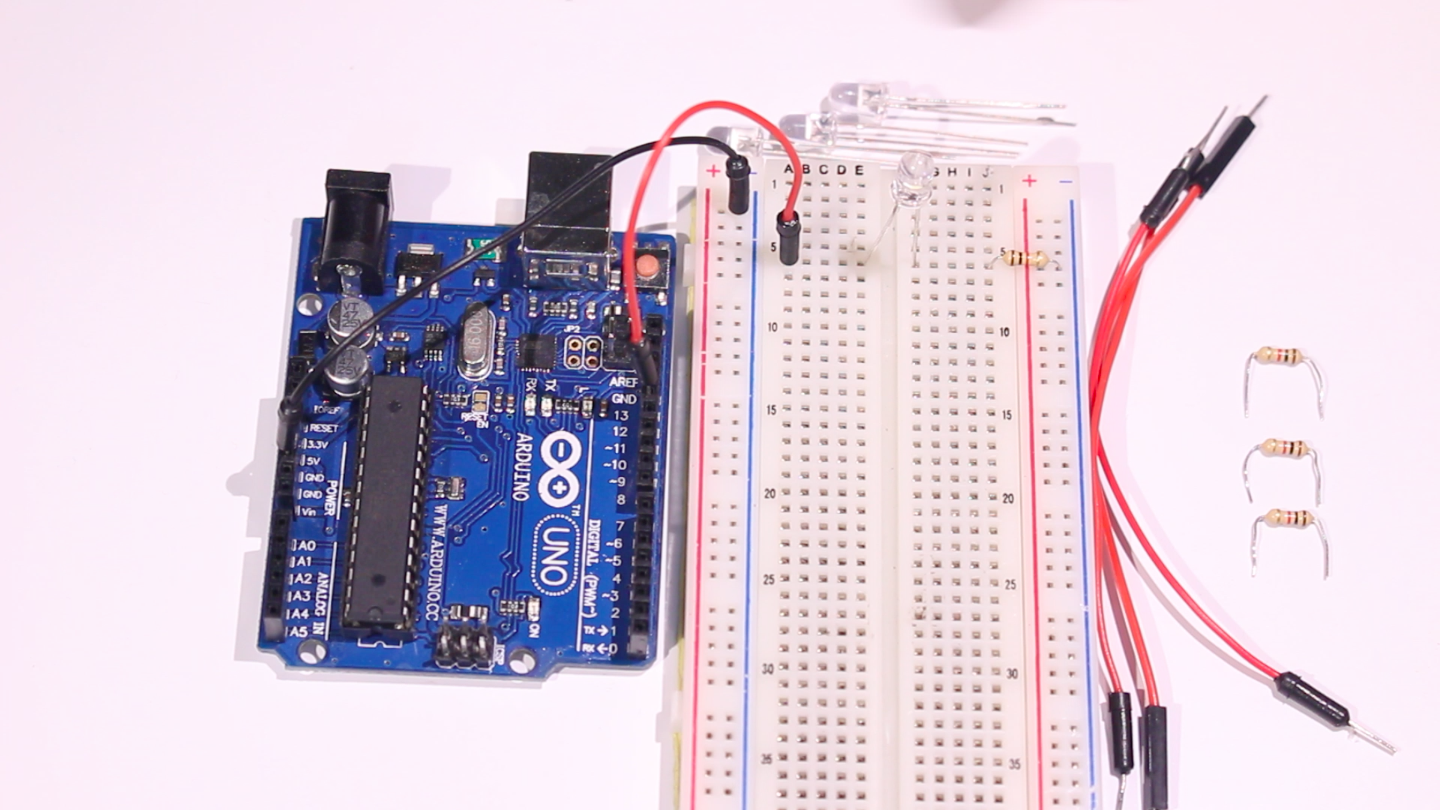 + - A B C D E G H I J + -
1 1
5 5
10 10
15 15
20 20
25 25
30 30
35 35
16.00
JP2
RX
TX
L
RESET
EN
ARDUINO
TM
UNO
WWW.ARDUINO.CC
ICSP
ON
IOREF
RESET
3.3V
5V
GND
GND
Vin
POWER
A0
A1
A2
A3
A4
A5
ANALOG IN
AREF
GND
13
12
~11
~10
~9
8
7
~6
~5
4
~3
2
TX→1
RX←0
DIGITAL (PWM~)